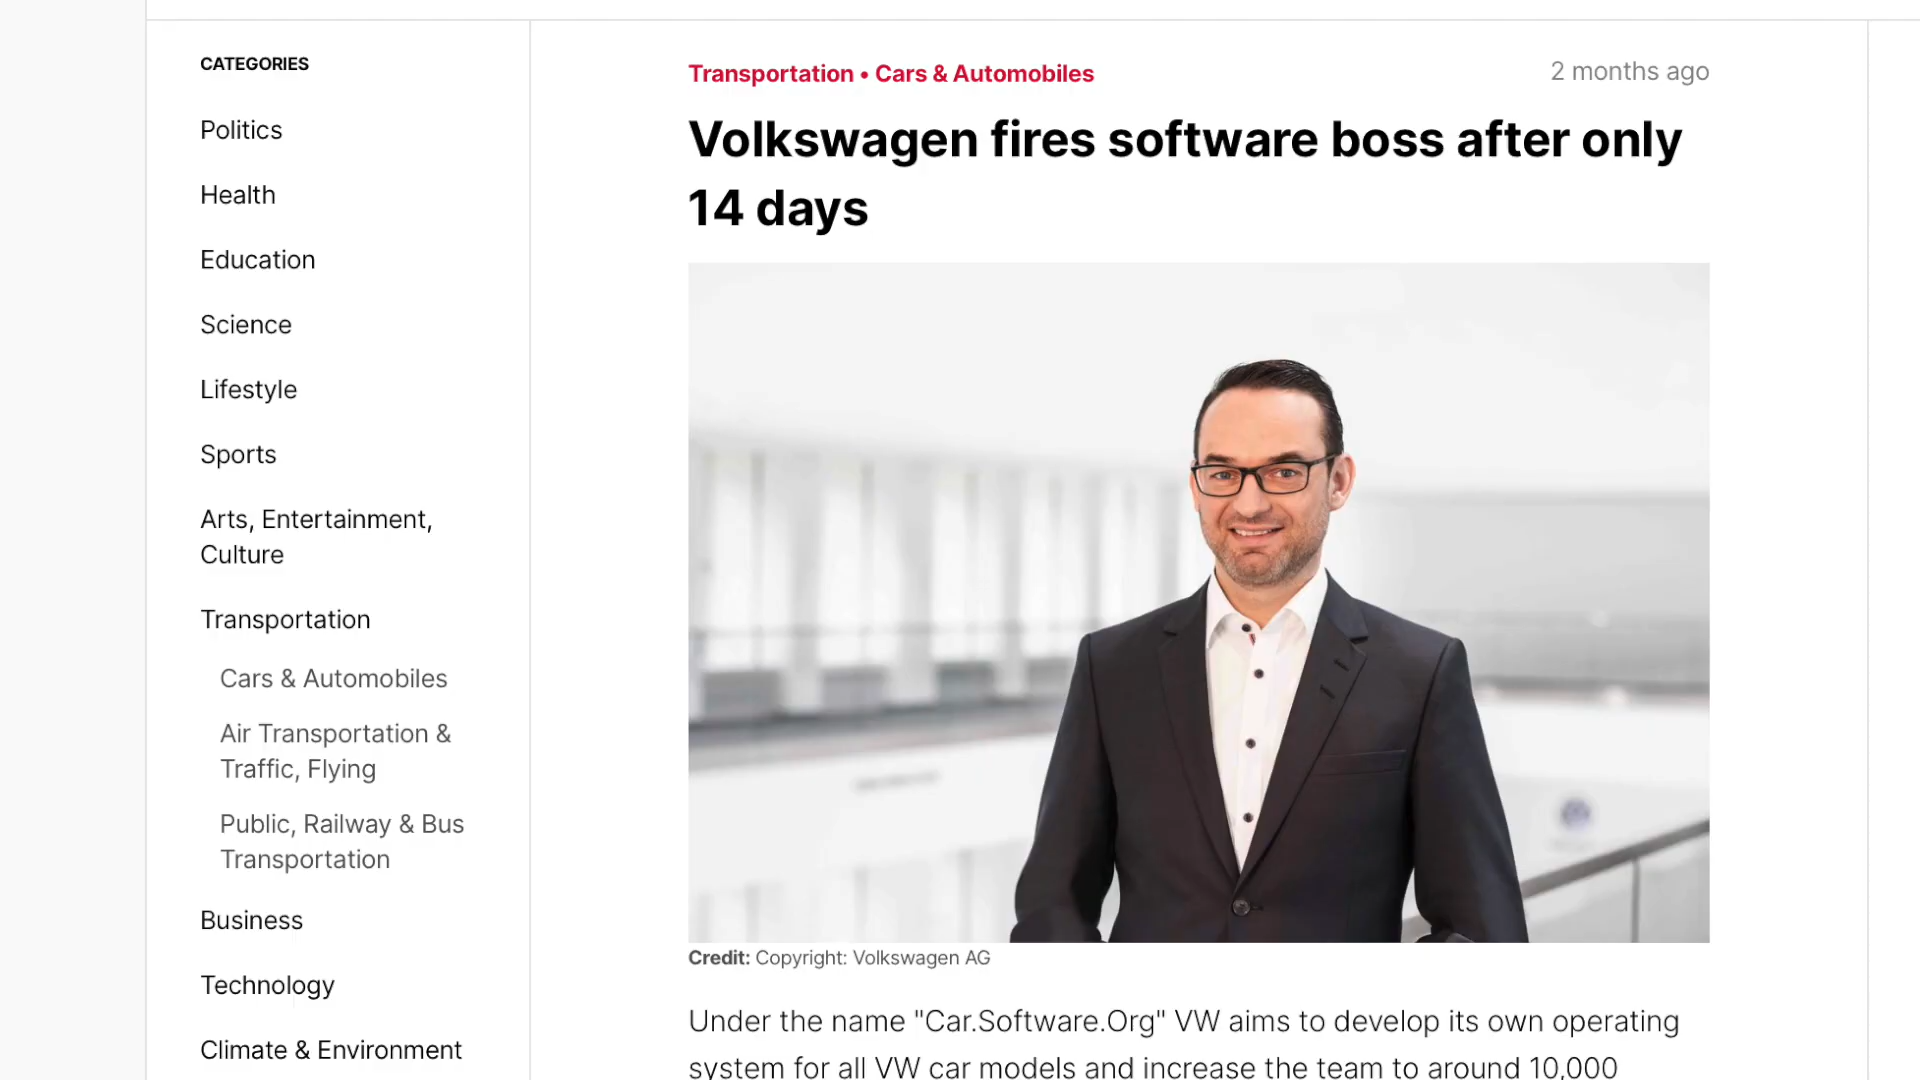 CATEGORIES
Politics
Health
Education
Science
Lifestyle
Sports
Arts, Entertainment,
Culture
Transportation
Cars & Automobiles
Air Transportation &
Traffic, Flying
Public, Railway & Bus
Transportation
Business
Technology
Climate & Environment
Transportation • Cars & Automobiles
2 months ago
Volkswagen fires software boss after only
14 days
Credit: Copyright: Volkswagen AG
Under the name "Car.Software.Org" VW aims to develop its own operating
system for all VW car models and increase the team to around 10,000